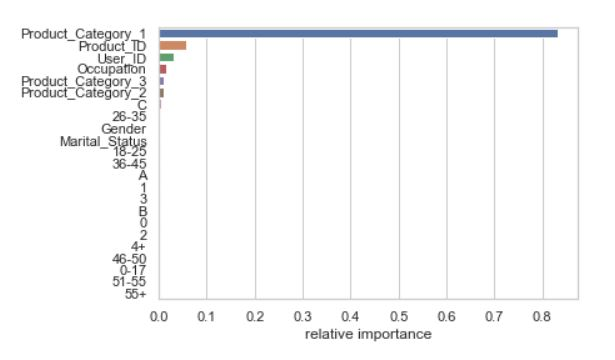 Product_Category_1
Product_ID
User_ID
Occupation
Product_Category_3
Product_Category_2
C
26-35
Gender
Marital_Status
18-25
36-45
A
1
3
B
0
2
4+
46-50
0-17
51-55
55+
0.0 0.1 0.2 0.3 0.4 0.5 0.6 0.7 0.8
relative importance